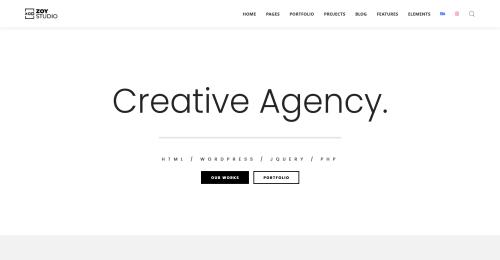 ZOY
STUDIO
HOME PAGES PORTFOLIO PROJECTS BLOG FEATURES ELEMENTS
Creative Agency.
HTML / WORDPRESS / JQUERY / PHP
OUR WORKS PORTFOLIO